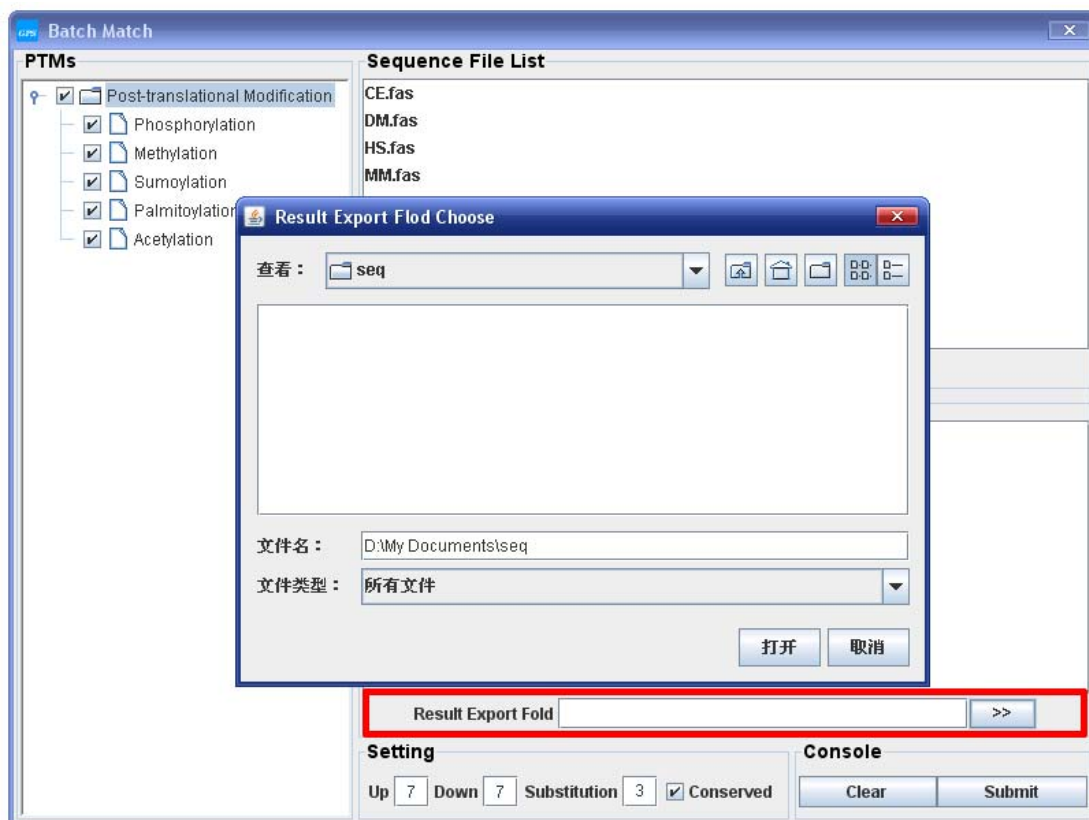 GPS Batch Match
PTMs
Post-translational Modification
Phosphorylation
Methylation
Sumoylation
Palmitoylation
Acetylation
Sequence File List
CE.fas
DM.fas
HS.fas
MM.fas
Result Export Flod Choose
查看：
seq
文件名：
D:\My Documents\seq
文件类型：
所有文件
打开
取消
Result Export Fold
>>
Setting
Up 7 Down 7 Substitution 3 Conserved
Console
Clear
Submit